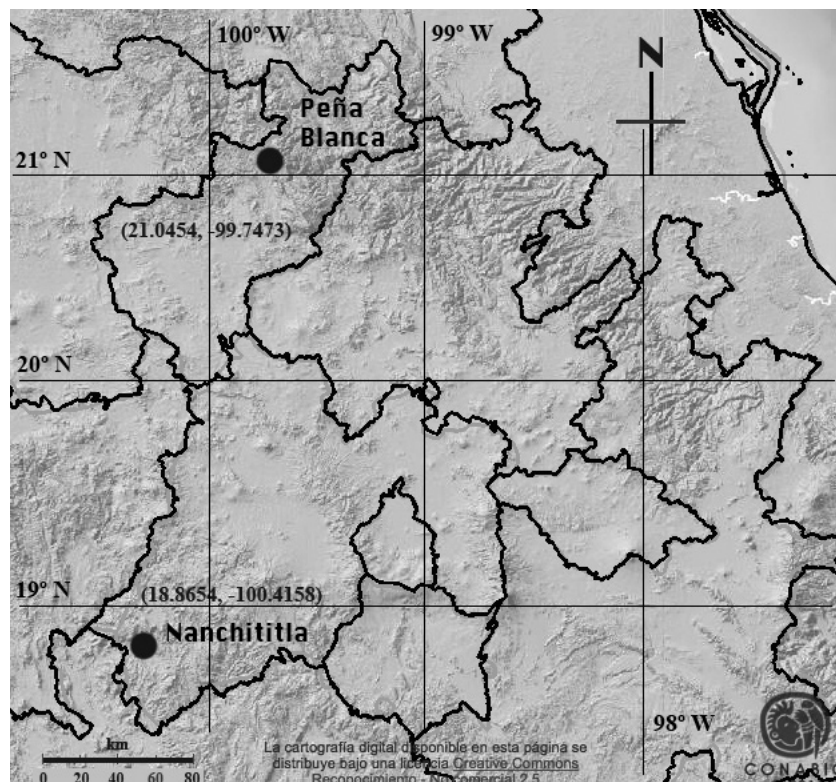 100° W
99° W
N
Peña
Blanca
21° N
(21.0454, -99.7473)
20° N
19° N
(18.8654, -100.4158)
Nanchititla
98° W
km
0 20 40 60 80
La cartografía digital disponible en esta página se
distribuye bajo una licencia Creative Commons
Reconocimiento - No comercial 2.5
CONABIO